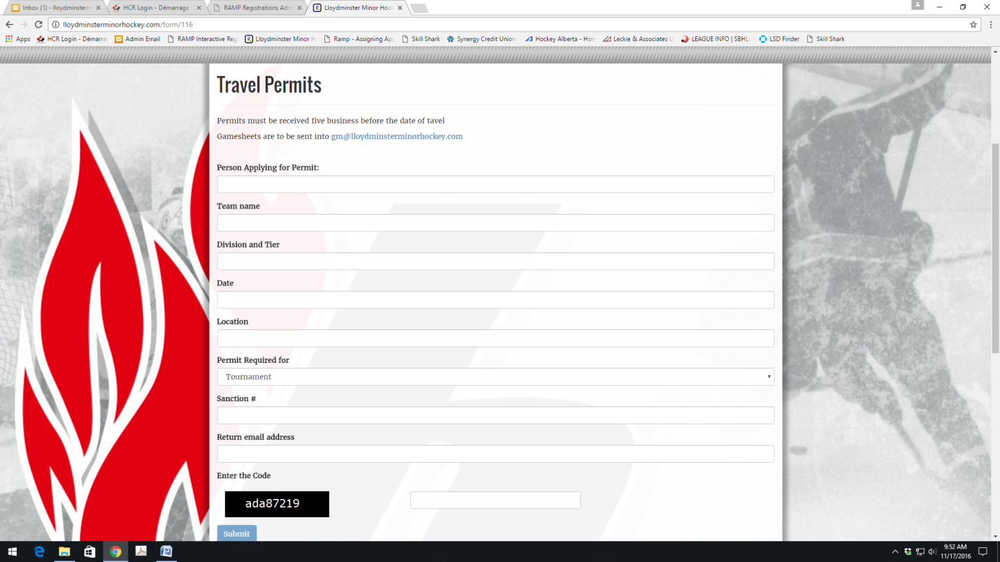 Inbox (1) - lloydminsterm
HCR Login - Démarrage
RAMP Registrations Adm
Lloydminster Minor Hock
lloydminsterminorhockey.com/form/116
Apps
HCR Login - Démarra
Admin Email
RAMP Interactive Reg
Lloydminster Minor H
Ramp - Assigning Ap
Skill Shark
Synergy Credit Union
Hockey Alberta - Hom
Leckie & Associates L
LEAGUE INFO | SBHL:
LSD Finder
Skill Shark
Travel Permits
Permits must be received five business before the date of tavel
Gamesheets are to be sent into gm@lloydminsterminorhockey.com
Person Applying for Permit:
Team name
Division and Tier
Date
Location
Permit Required for
Tournament
Sanction #
Return email address
Enter the Code
ada87219
Submit
9:52 AM
11/17/2016